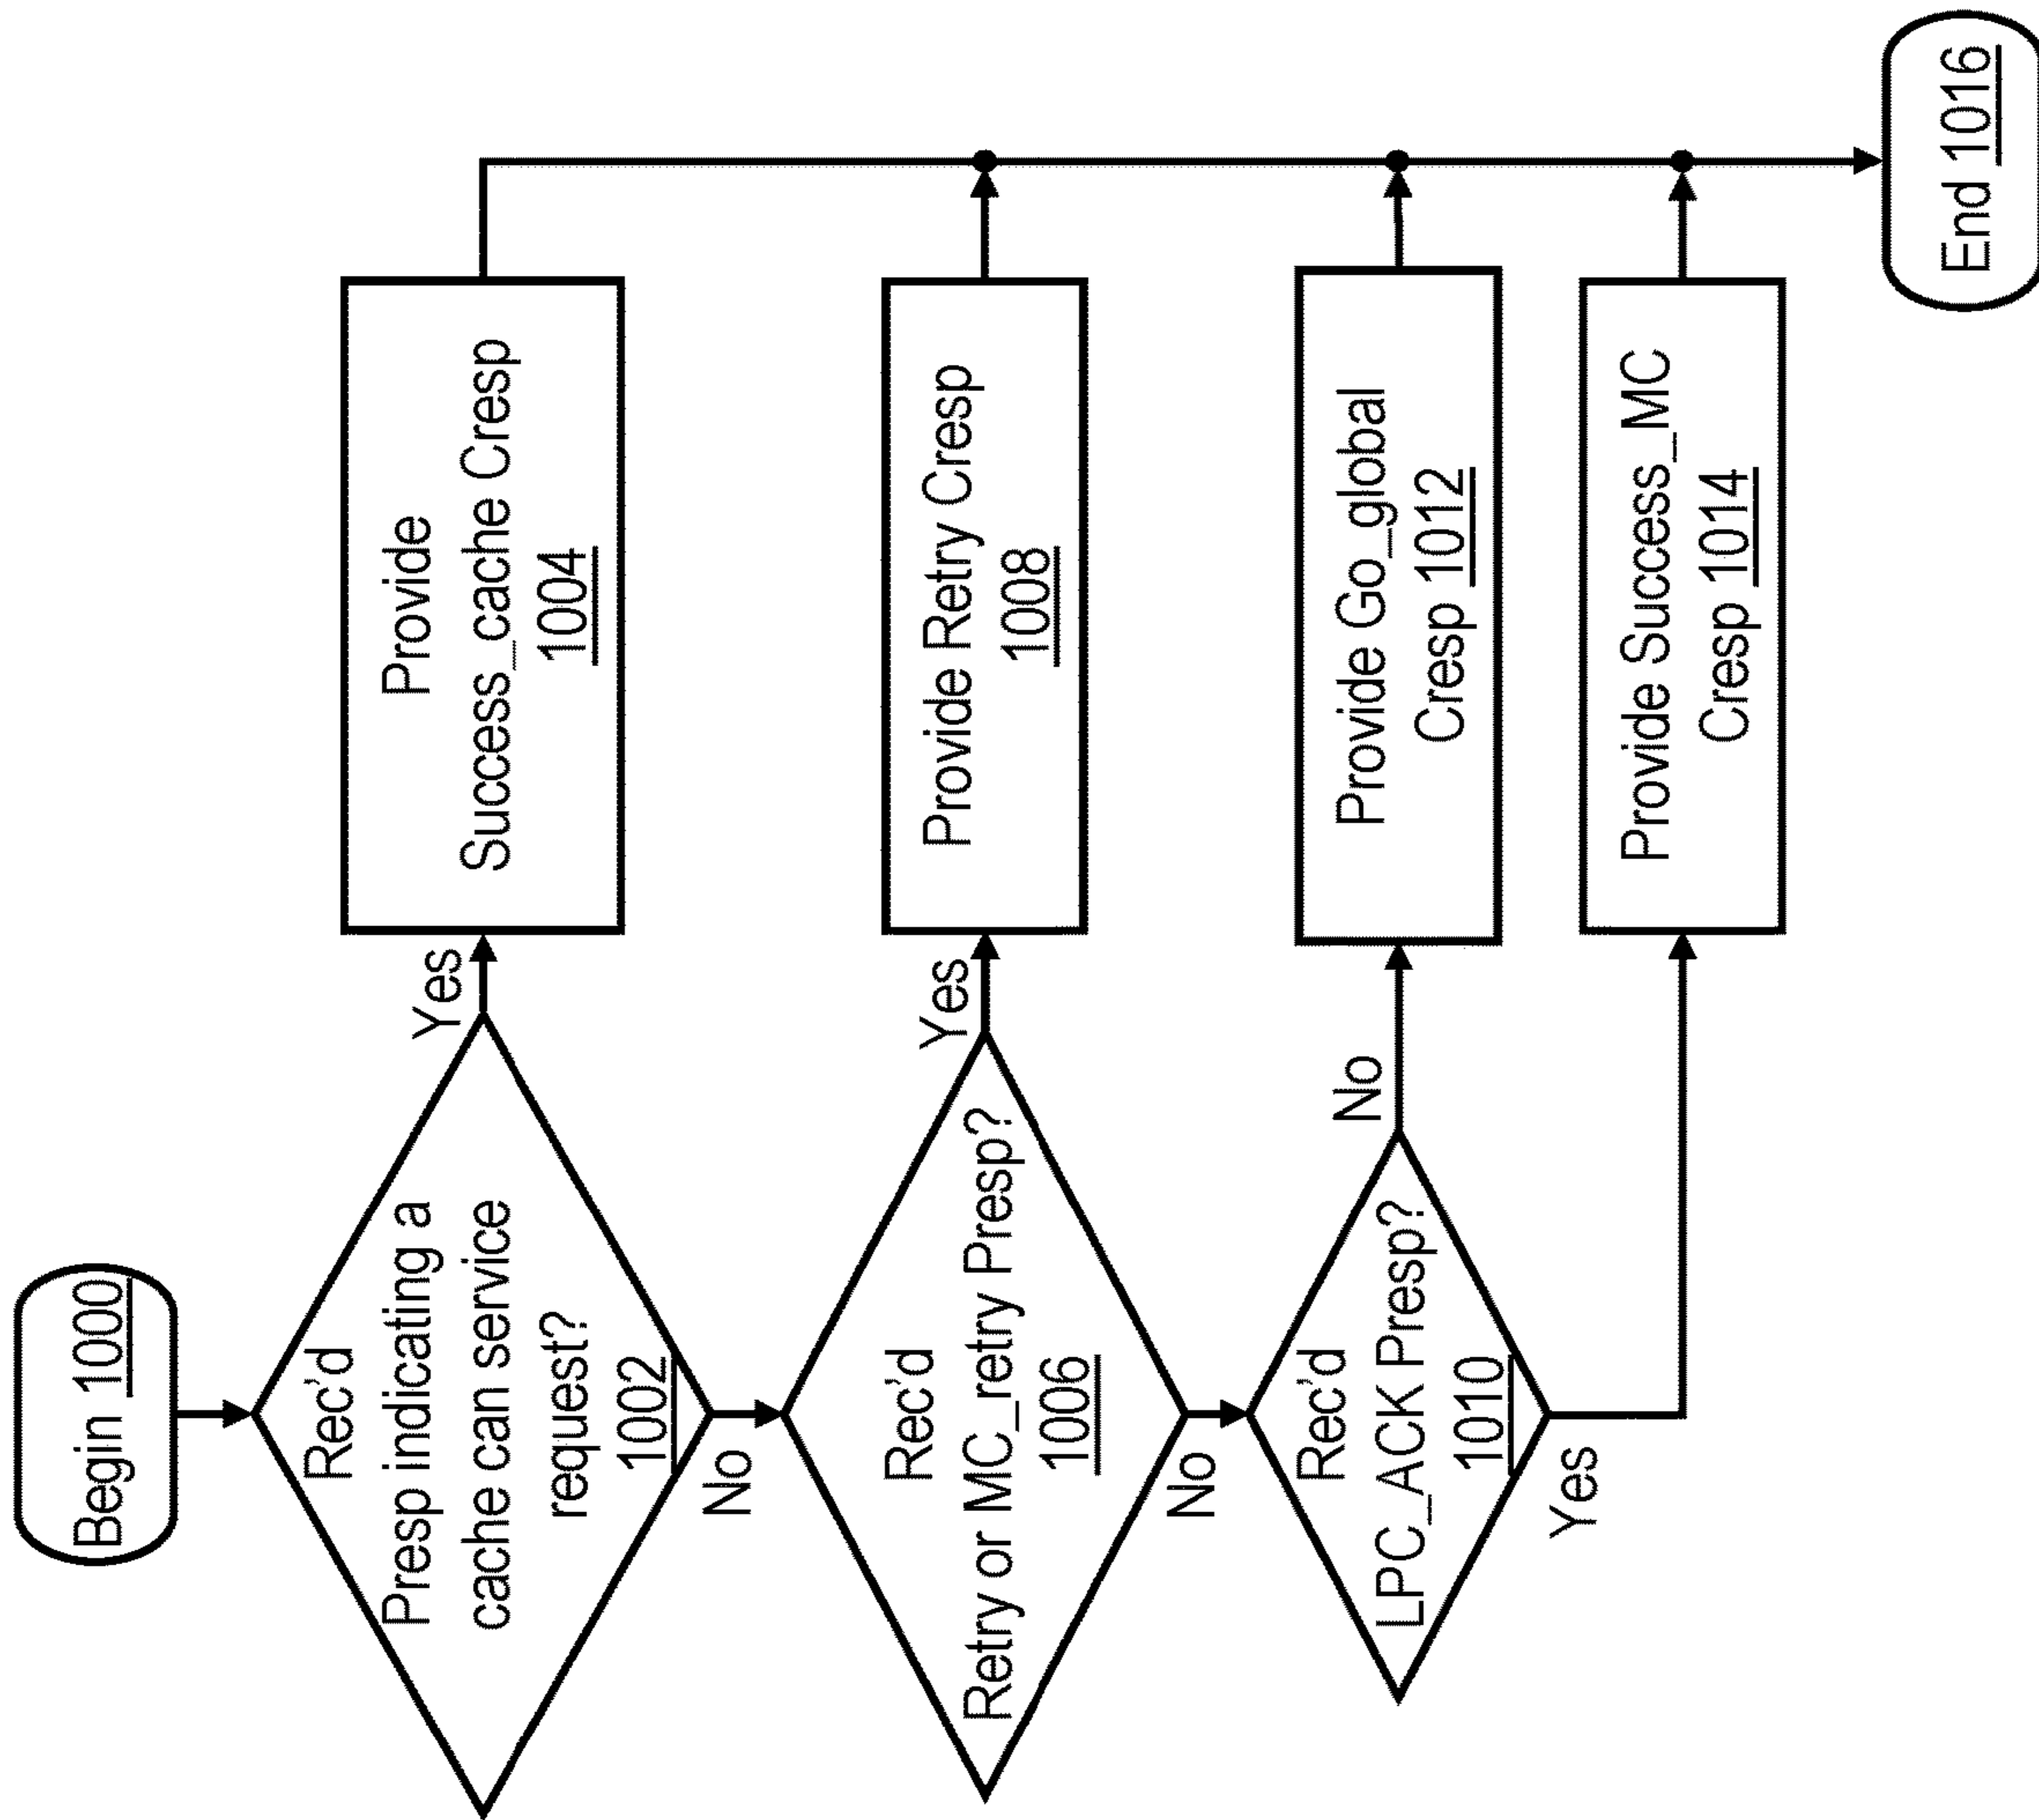 Begin 1000
Rec'd
Presp indicating a
cache can service
request?
1002
Yes
No
Provide
Success_cache Cresp
1004
Rec'd
Retry or MC_retry Presp?
1006
Yes
No
Provide Retry Cresp
1008
Rec'd
LPC_ACK Presp?
1010
No
Yes
Provide Go_global
Cresp 1012
Provide Success_MC
Cresp 1014
End 1016